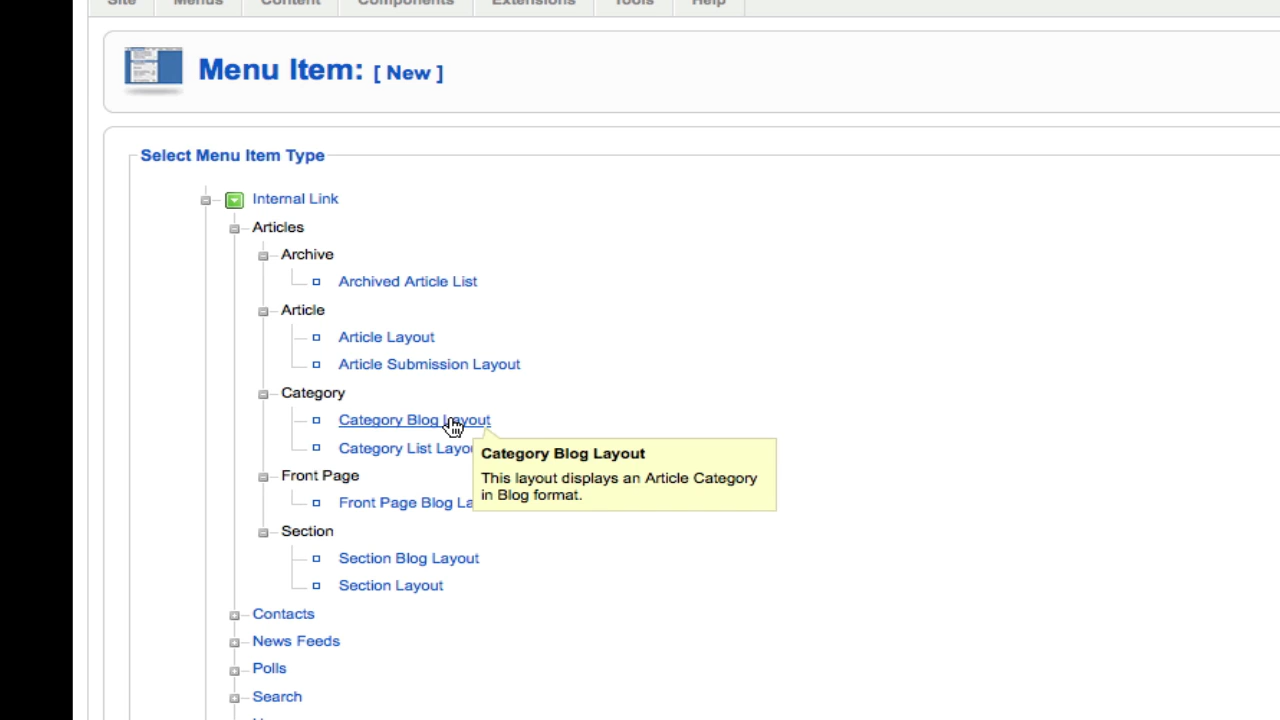 Site Menus Content Components Extensions Tools Help
Menu Item: [ New ]
Select Menu Item Type
Internal Link
Articles
Archive
Archived Article List
Article
Article Layout
Article Submission Layout
Category
Category Blog Layout
Category List Layou
Category Blog Layout
This layout displays an Article Category
in Blog format.
Front Page
Front Page Blog La
Section
Section Blog Layout
Section Layout
Contacts
News Feeds
Polls
Search